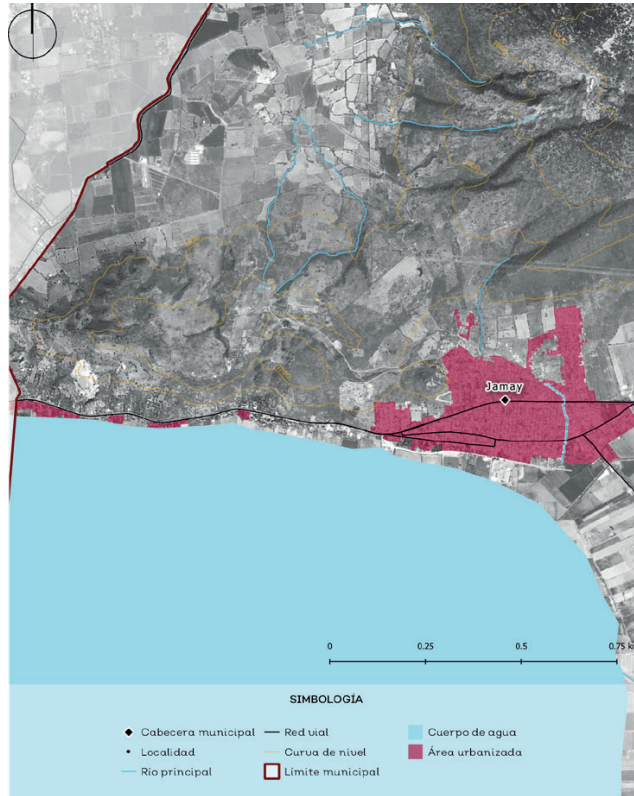 Jamay
0 0.25 0.5 0.75 k
SIMBOLOGÍA
Cabecera municipal
Red vial
Cuerpo de agua
Localidad
Curva de nivel
Área urbanizada
Río principal
Límite municipal